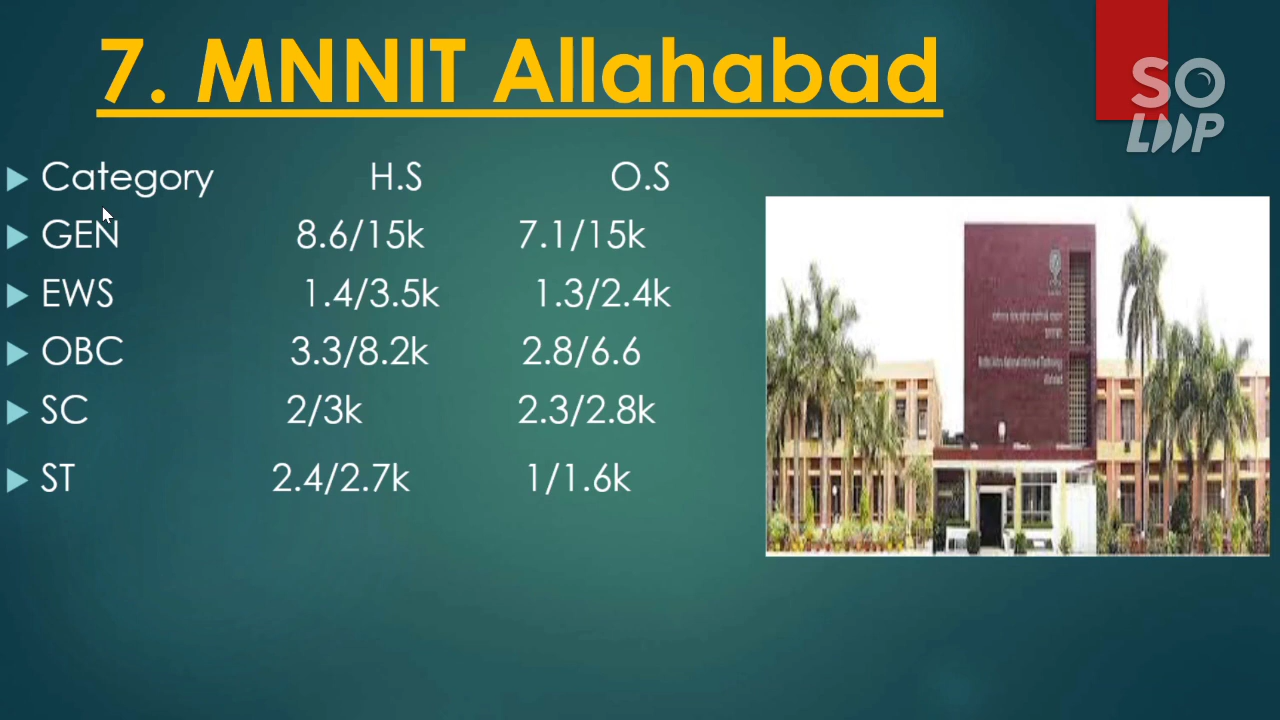 7. MNNIT Allahabad
SO
LOOP
Category H.S O.S
GEN 8.6/15k 7.1/15k
EWS 1.4/3.5k 1.3/2.4k
OBC 3.3/8.2k 2.8/6.6
SC 2/3k 2.3/2.8k
ST 2.4/2.7k 1/1.6k